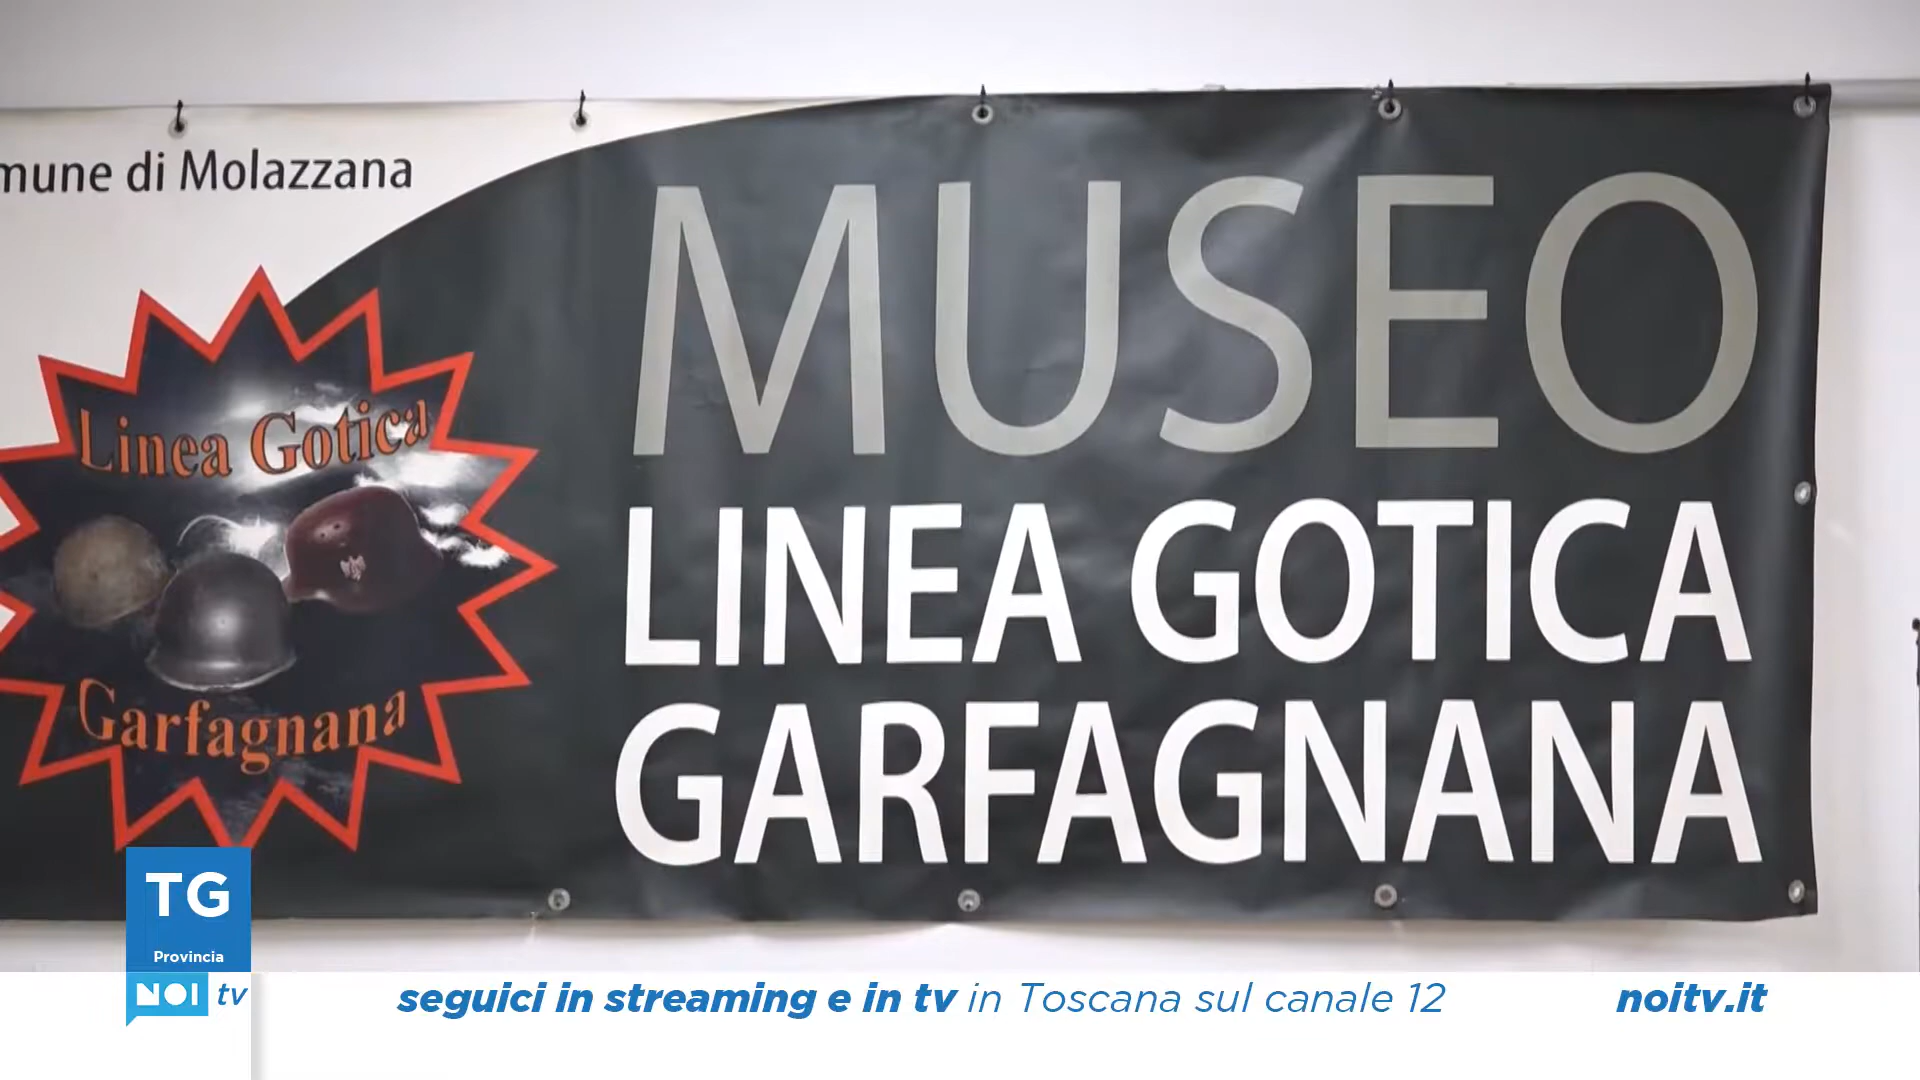 mune di Molazzana
MUSEO
LINEA GOTICA
GARFAGNANA
Linea Gotica
Garfagnana
TG
Provincia
NOI tv
seguici in streaming e in tv in Toscana sul canale 12
noitv.it